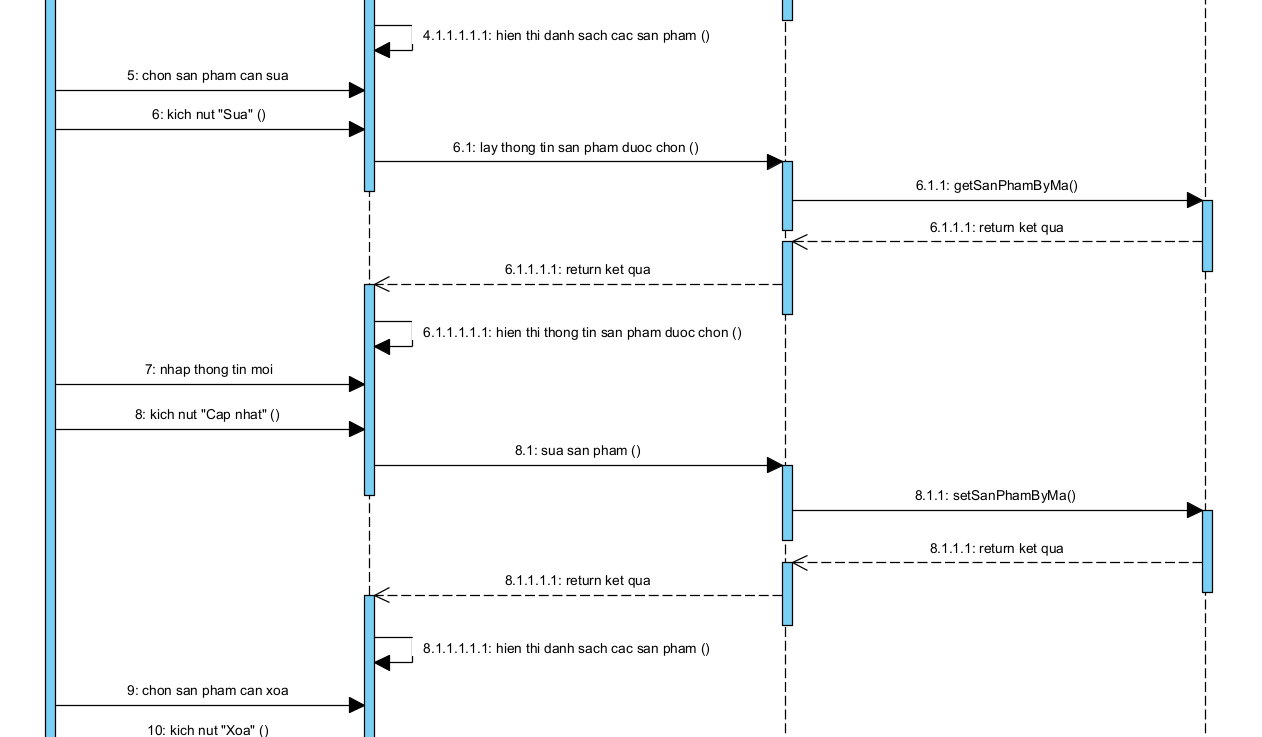 4.1.1.1.1.1: hien thi danh sach cac san pham ()
5: chon san pham can sua
6: kich nut "Sua" ()
6.1: lay thong tin san pham duoc chon ()
6.1.1: getSanPhamByMa()
6.1.1.1: return ket qua
6.1.1.1.1: return ket qua
6.1.1.1.1.1: hien thi thong tin san pham duoc chon ()
7: nhap thong tin moi
8: kich nut "Cap nhat" ()
8.1: sua san pham ()
8.1.1: setSanPhamByMa()
8.1.1.1: return ket qua
8.1.1.1.1: return ket qua
8.1.1.1.1.1: hien thi danh sach cac san pham ()
9: chon san pham can xoa
10: kich nut "Xoa" ()